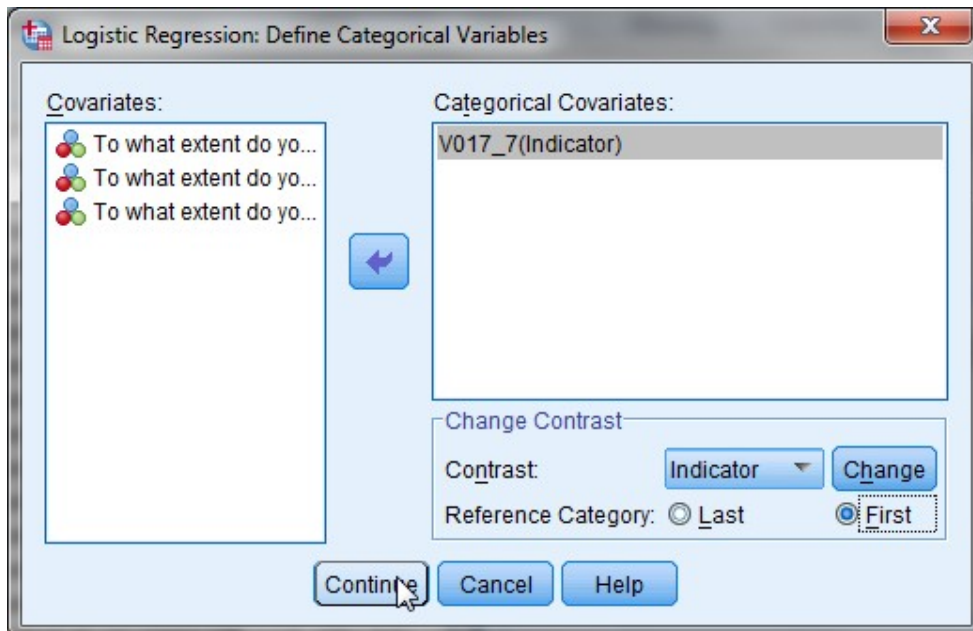 Logistic Regression: Define Categorical Variables
X
Covariates:
To what extent do yo...
To what extent do yo...
To what extent do yo...
Categorical Covariates:
V017_7(Indicator)
Change Contrast
Contrast: Indicator Change
Reference Category: Last First
Continue Cancel Help